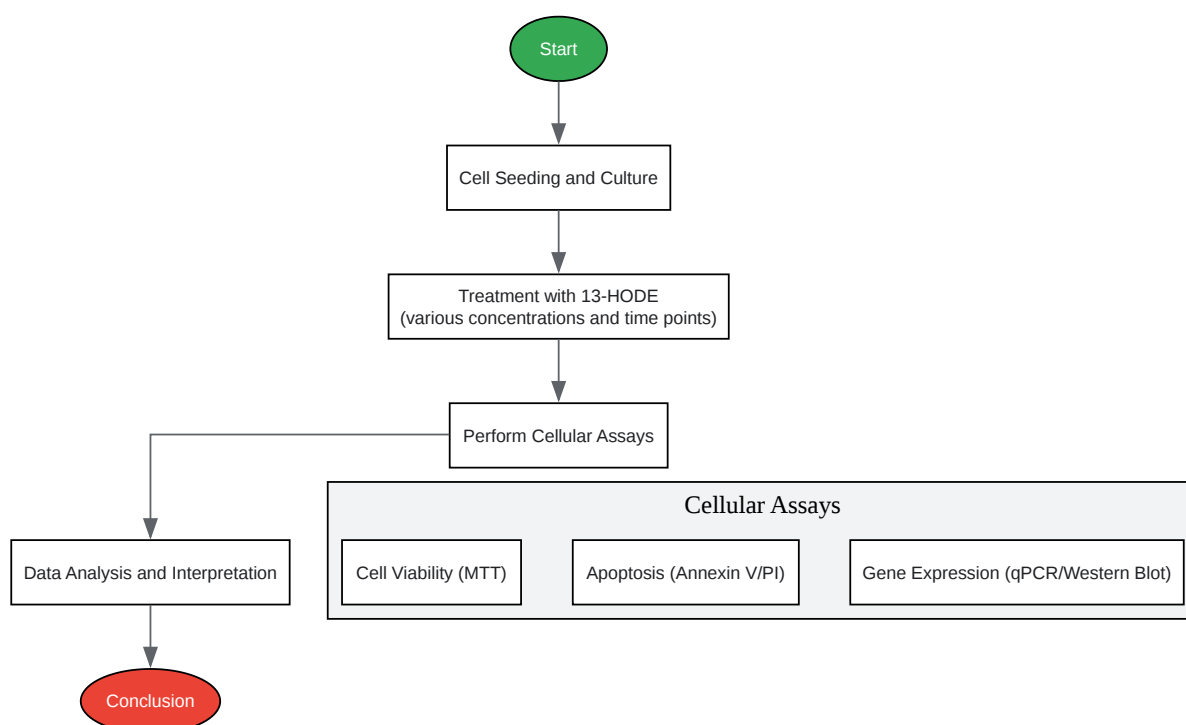 Start
Cell Seeding and Culture
Treatment with 13-HODE
(various concentrations and time points)
Perform Cellular Assays
Cellular Assays
Data Analysis and Interpretation
Cell Viability (MTT)
Apoptosis (Annexin V/PI)
Gene Expression (qPCR/Western Blot)
Conclusion